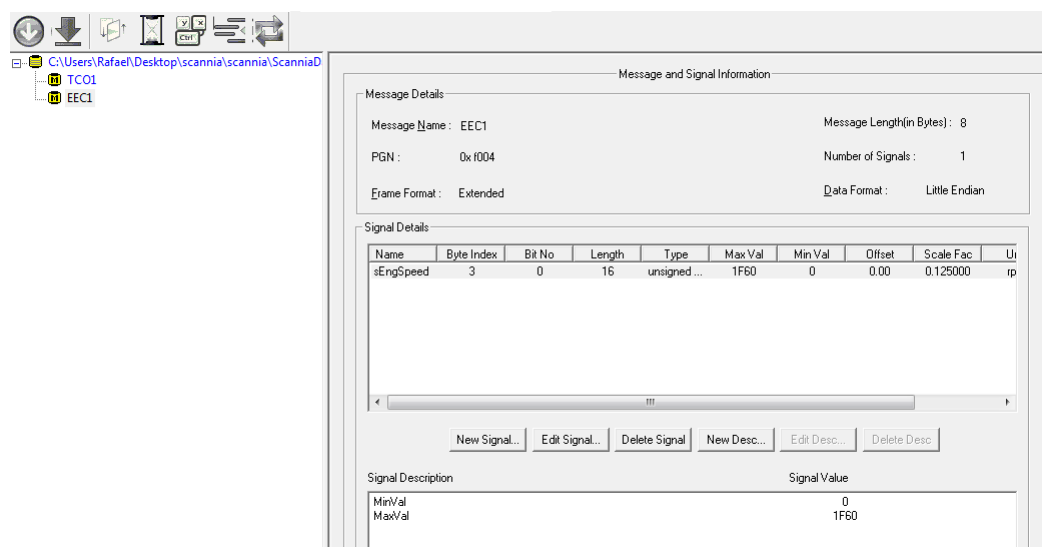 Y X
Ctrl
C:\Users\Rafael\Desktop\scannia\scannia\ScanniaD
M TCO1
M EEC1
Message and Signal Information
Message Details
Message Name : EEC1 Message Length(in Bytes) : 8
PGN : 0x f004 Number of Signals : 1
Frame Format : Extended Data Format : Little Endian
Signal Details
Name Byte Index Bit No Length Type Max Val Min Val Offset Scale Fac
sEngSpeed 3 0 16 unsigned ... 1F60 0 0.00 0.125000 rp
New Signal... Edit Signal... Delete Signal New Desc... Edit Desc... Delete Desc
Signal Description Signal Value
MinVal 0
MaxVal 1F60